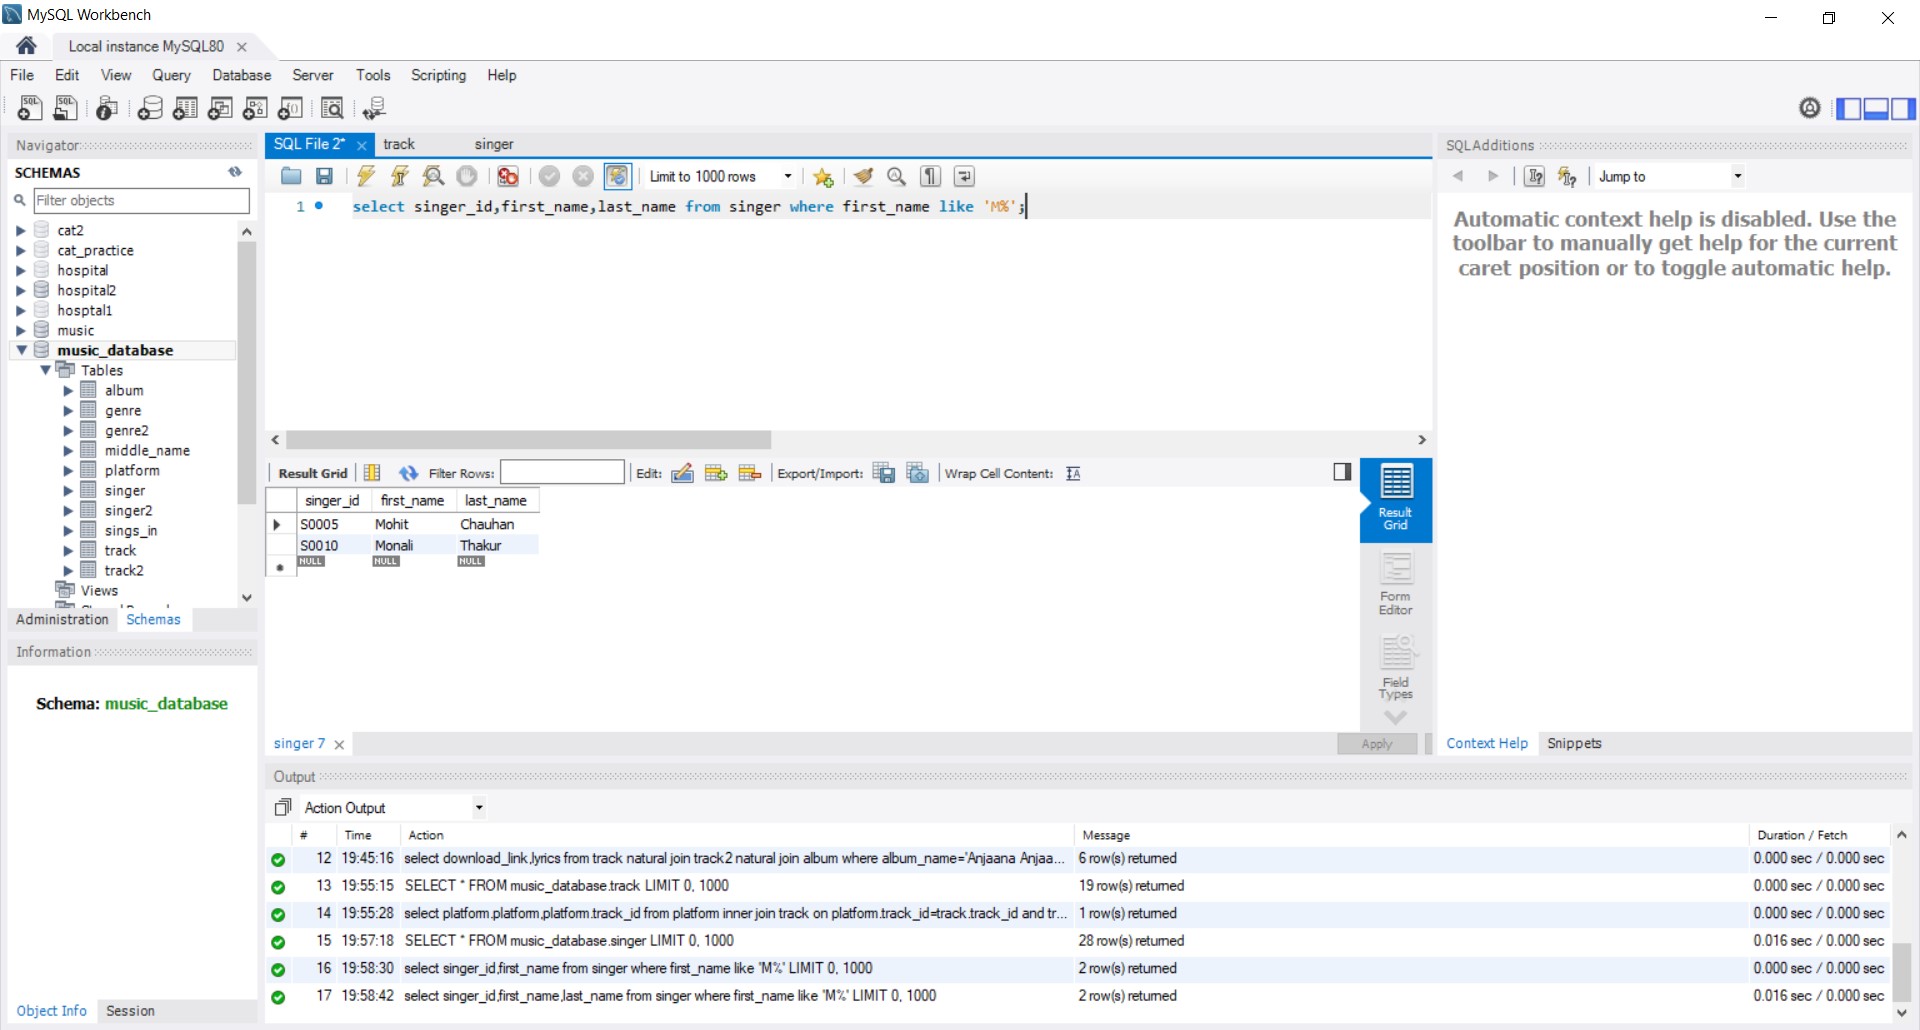 MySQL Workbench
Local instance MySQL80
File Edit View Query Database Server Tools Scripting Help
Navigator
SCHEMAS
Filter objects
cat2
cat_practice
hospital
hospital2
hosptal1
music
music_database
Tables
album
genre
genre2
middle_name
platform
singer
singer2
sings_in
track
track2
Views
Administration Schemas
Information
Schema: music_database
Object Info Session
SQL File 2* track singer
Limit to 1000 rows
1 select singer_id,first_name,last_name from singer where first_name like 'M%';
Result Grid Filter Rows: Edit: Export/Import: Wrap Cell Content:
singer_id first_name last_name
S0005 Mohit Chauhan
S0010 Monali Thakur
NULL NULL NULL
Result
Grid
Form
Editor
Field
Types
singer 7
Apply
SQLAdditions
Jump to
Automatic context help is disabled. Use the
toolbar to manually get help for the current
caret position or to toggle automatic help.
Context Help Snippets
Output
Action Output
# Time Action Message Duration / Fetch
12 19:45:16 select download_link,lyrics from track natural join track2 natural join album where album_name='Anjaana Anjaa... 6 row(s) returned 0.000 sec / 0.000 sec
13 19:55:15 SELECT * FROM music_database.track LIMIT 0, 1000 19 row(s) returned 0.000 sec / 0.000 sec
14 19:55:28 select platform.platform,platform.track_id from platform inner join track on platform.track_id=track.track_id and tr... 1 row(s) returned 0.000 sec / 0.000 sec
15 19:57:18 SELECT * FROM music_database.singer LIMIT 0, 1000 28 row(s) returned 0.016 sec / 0.000 sec
16 19:58:30 select singer_id,first_name from singer where first_name like 'M%' LIMIT 0, 1000 2 row(s) returned 0.000 sec / 0.000 sec
17 19:58:42 select singer_id,first_name,last_name from singer where first_name like 'M%' LIMIT 0, 1000 2 row(s) returned 0.016 sec / 0.000 sec